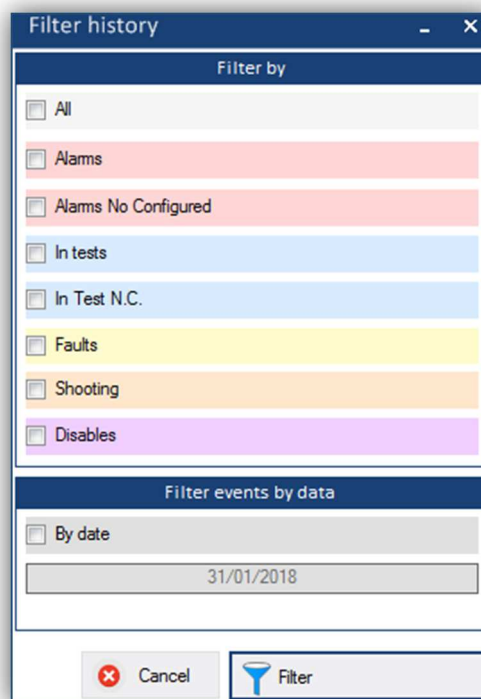 Filter history
Filter by
All
Alarms
Alarms No Configured
In tests
In Test N.C.
Faults
Shooting
Disables
Filter events by data
By date
31/01/2018
Cancel
Filter